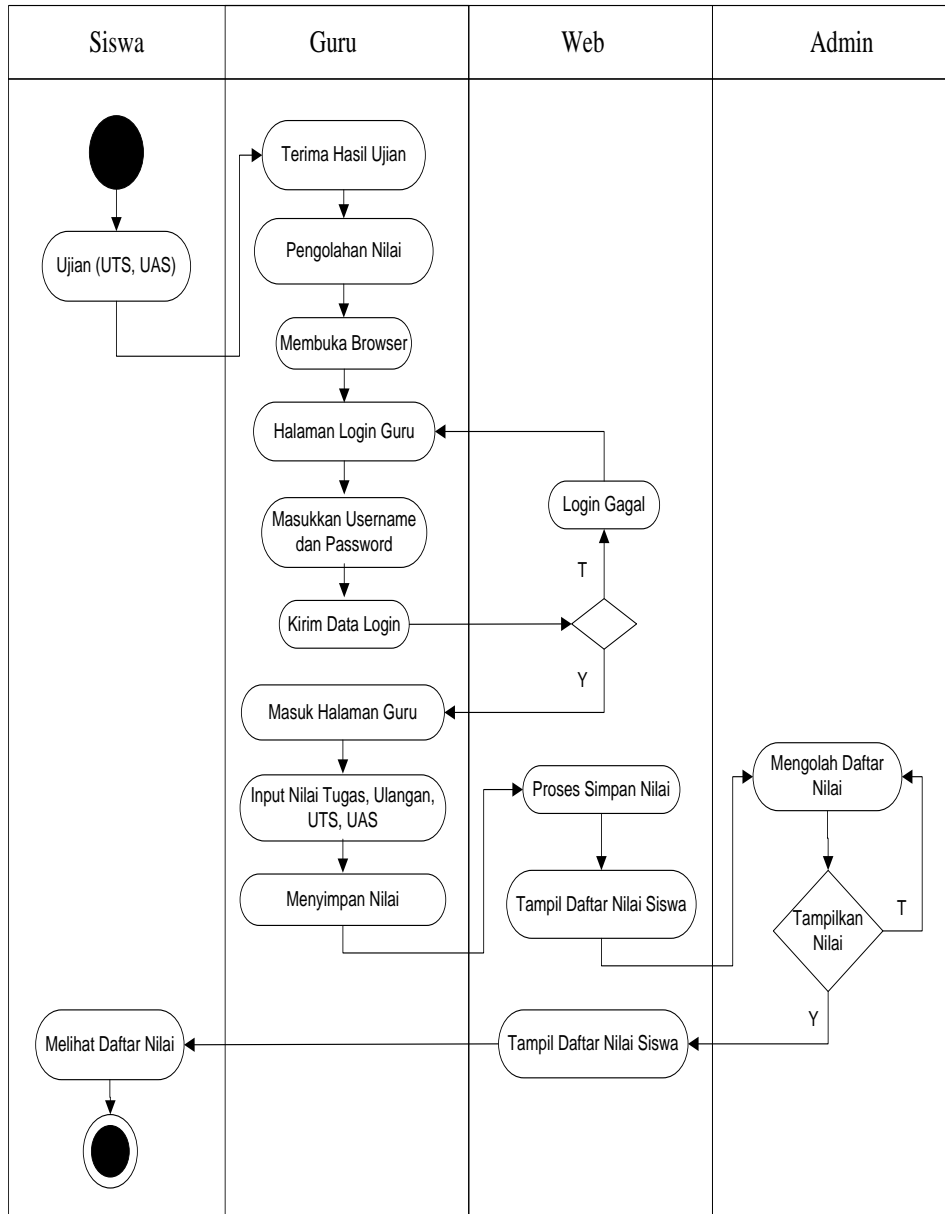 Siswa
Guru
Web
Admin
Terima Hasil Ujian
Ujian (UTS, UAS)
Pengolahan Nilai
Membuka Browser
Halaman Login Guru
Login Gagal
Masukkan Username
dan Password
T
Kirim Data Login
Y
Masuk Halaman Guru
Mengolah Daftar
Nilai
Input Nilai Tugas, Ulangan,
UTS, UAS
Proses Simpan Nilai
Menyimpan Nilai
Tampil Daftar Nilai Siswa
Tampilkan
Nilai
T
Y
Melihat Daftar Nilai
Tampil Daftar Nilai Siswa